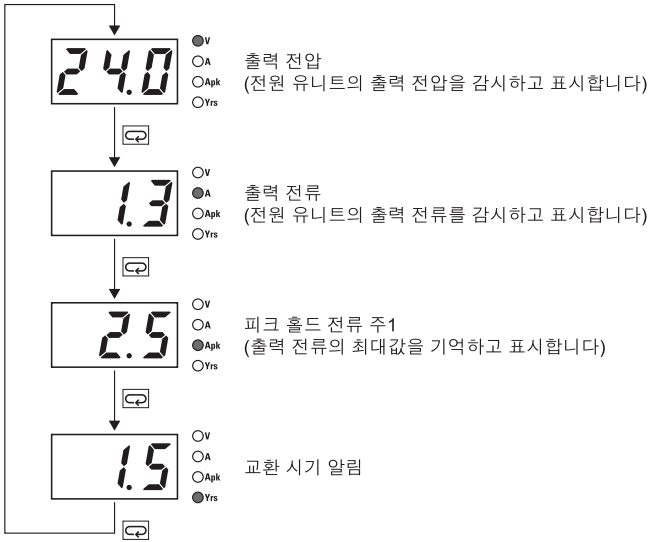 24.0
V
A
Apk
Yrs
출력 전압
(전원 유니트의 출력 전압을 감시하고 표시합니다)
1.3
V
A
Apk
Yrs
출력 전류
(전원 유니트의 출력 전류를 감시하고 표시합니다)
2.5
V
A
Apk
Yrs
피크 홀드 전류 주1
(출력 전류의 최대값을 기억하고 표시합니다)
1.5
V
A
Apk
Yrs
교환 시기 알림